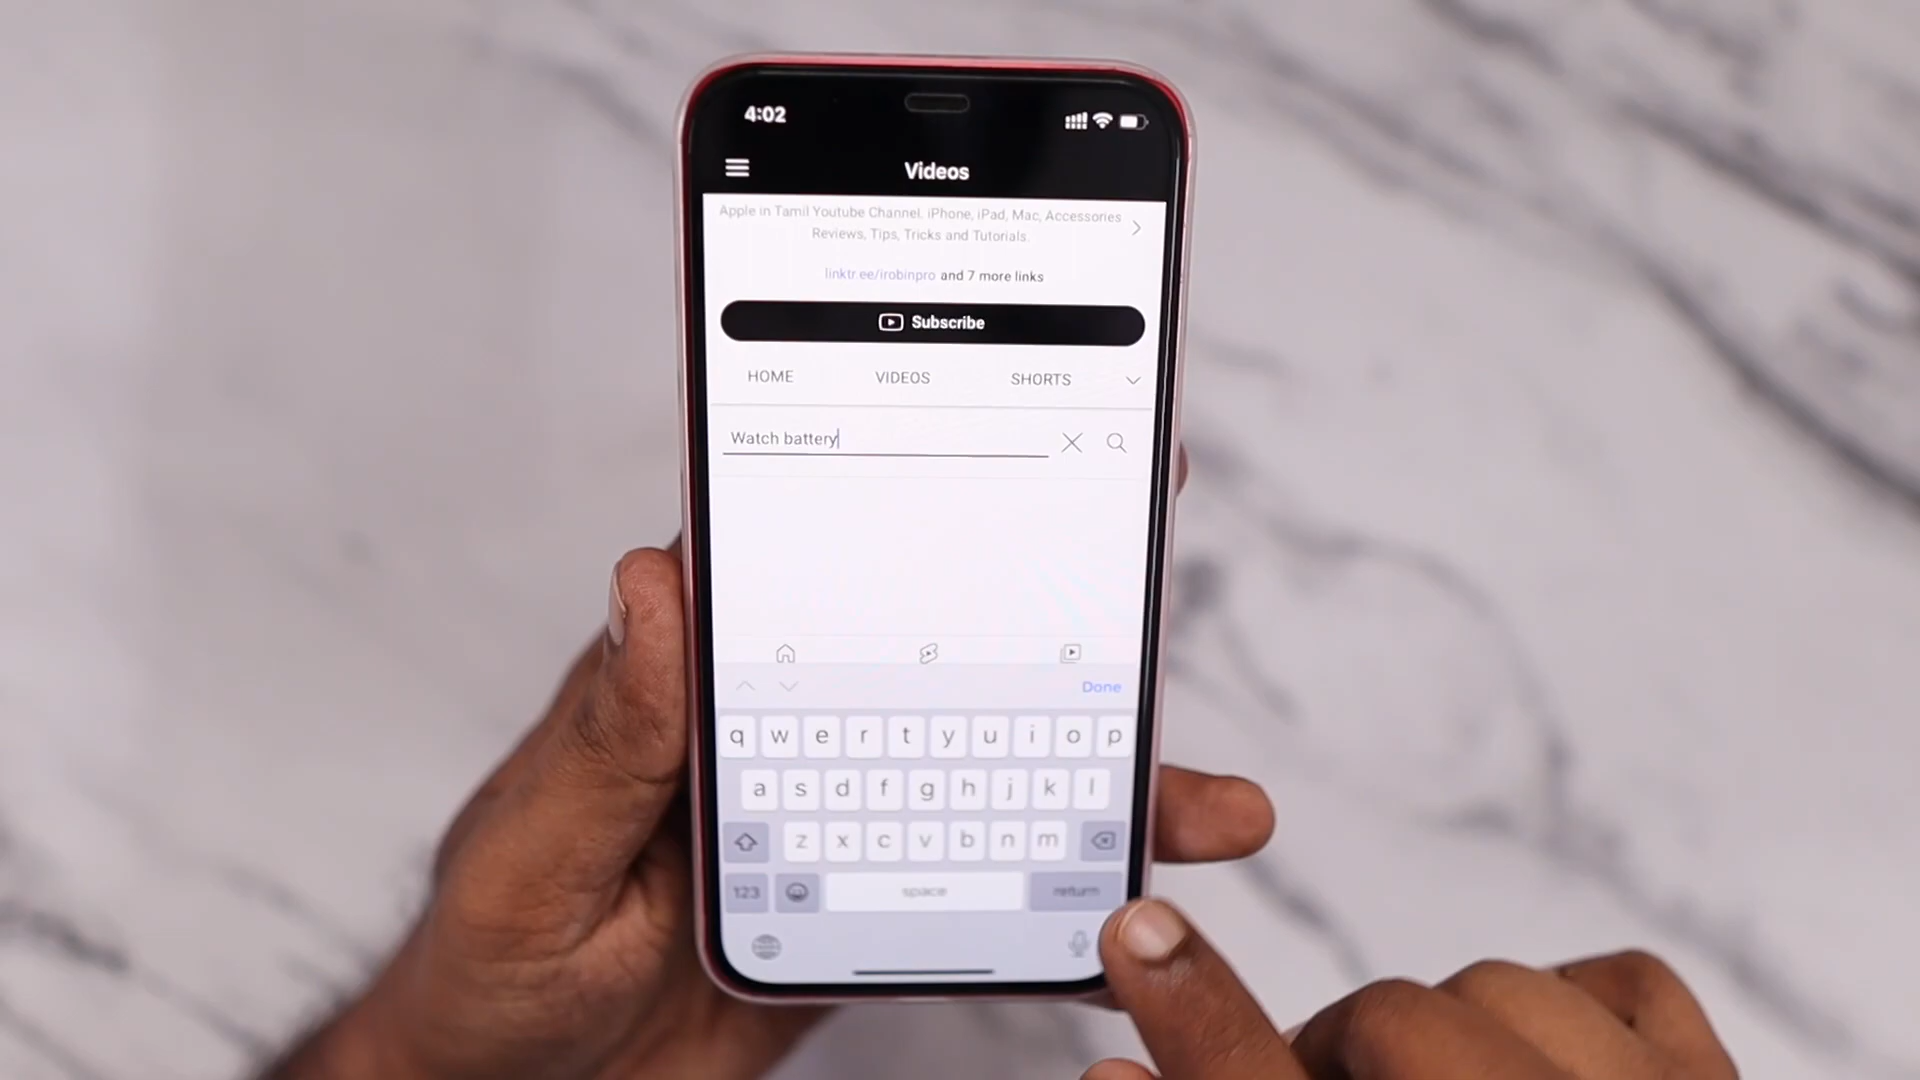 4:02
Videos
Apple in Tamil Youtube Channel. iPhone, iPad, Mac, Accessories
Reviews, Tips, Tricks and Tutorials.
linktr.ee/irobinpro and 7 more links
Subscribe
HOME VIDEOS SHORTS
Watch battery
Done
q w e r t y u i o p
a s d f g h j k l
z x c v b n m
123 space return